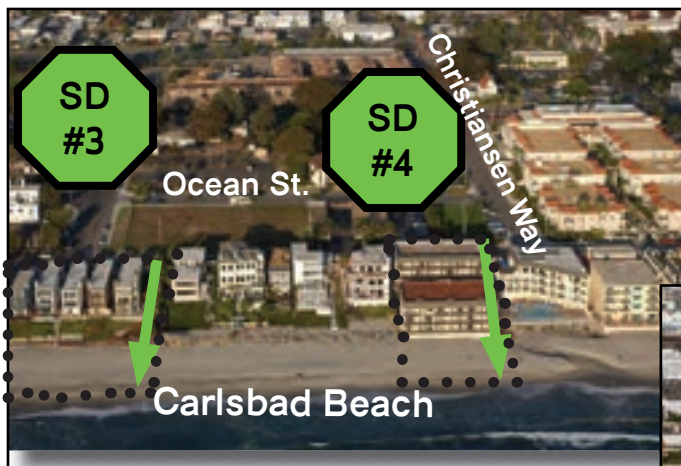 SD
#3
SD
#4
Christiansen Way
Ocean St.
Carlsbad Beach